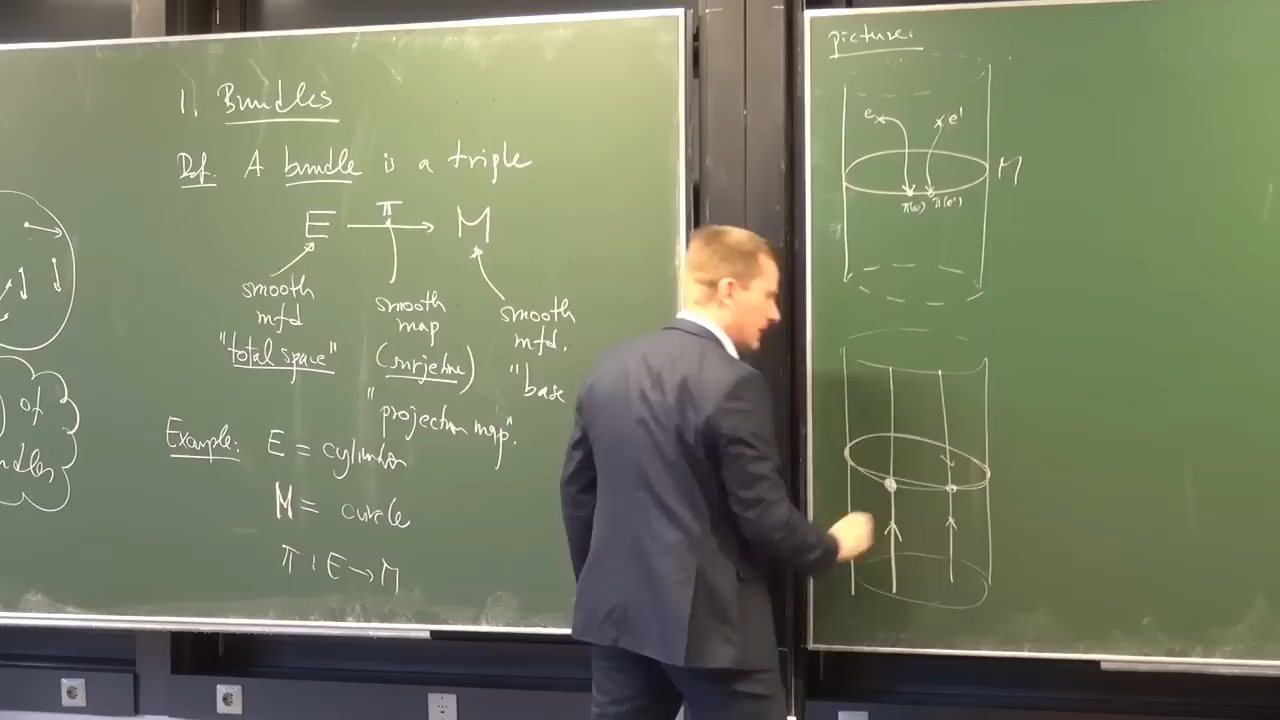 1. Bundles
Def. A bundle is a triple
E π M
smooth mfd "total space"
smooth map (surjective) "projection map".
smooth mfd. "base
Example: E = cylinder
M = circle
π : E → M
of
picture:
e e'
M
π(e) π(e')